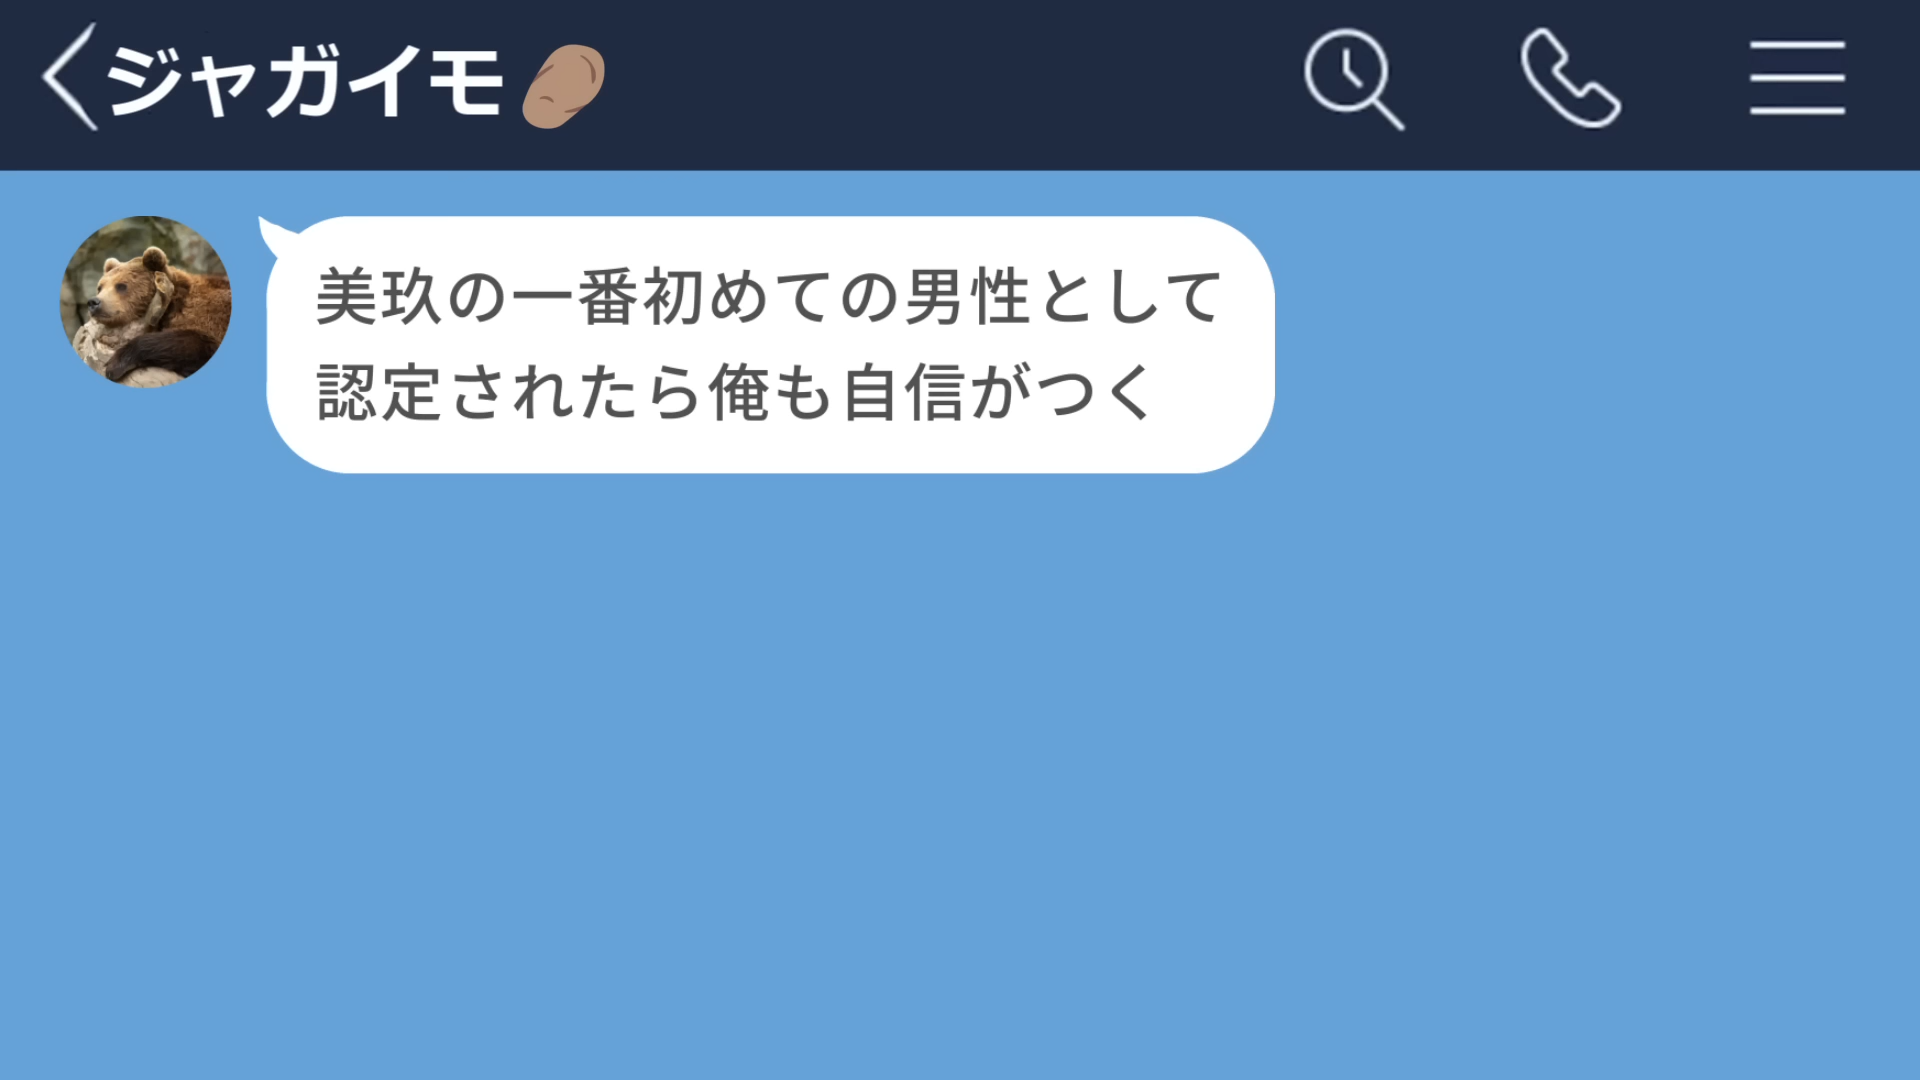 ジャガイモ🥔
美玖の一番初めての男性として
認定されたら俺も自信がつく